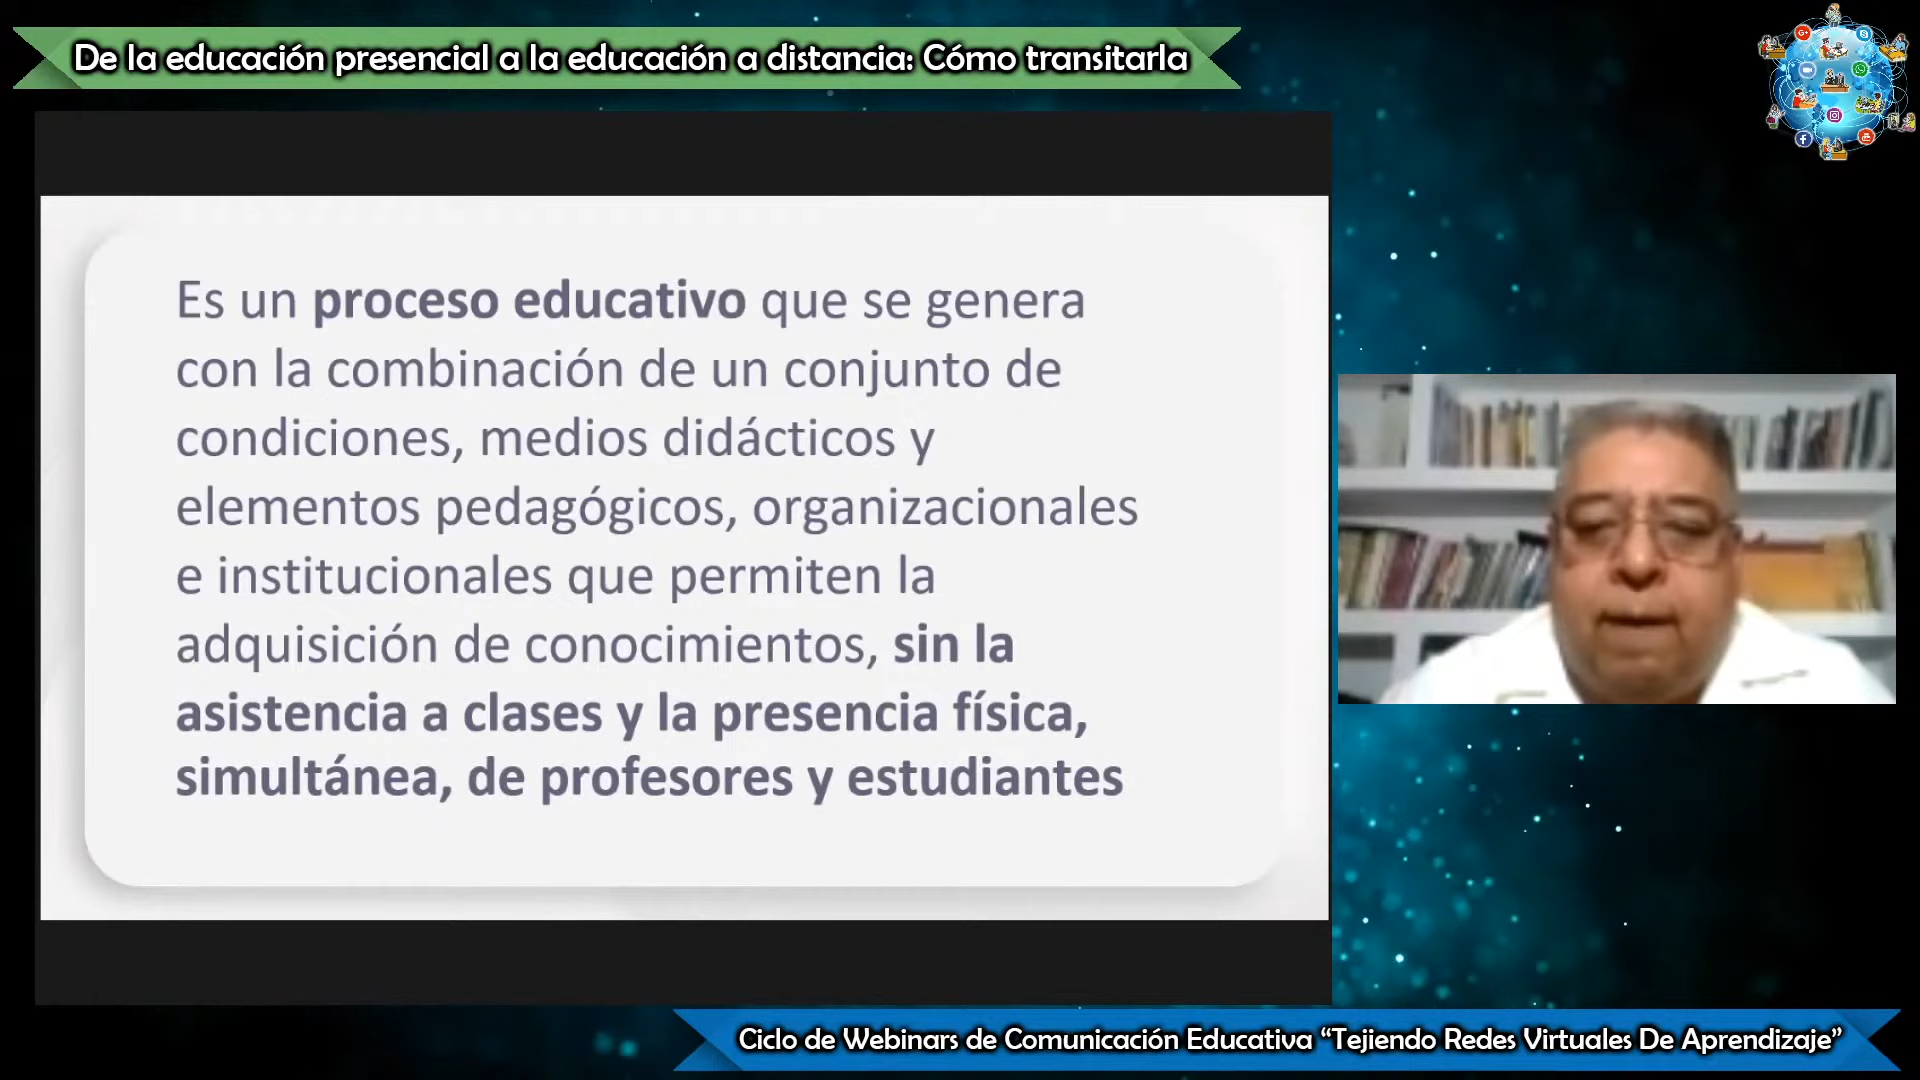 De la educación presencial a la educación a distancia: Cómo transitarla
Es un proceso educativo que se genera
con la combinación de un conjunto de
condiciones, medios didácticos y
elementos pedagógicos, organizacionales
e institucionales que permiten la
adquisición de conocimientos, sin la
asistencia a clases y la presencia física,
simultánea, de profesores y estudiantes
Ciclo de Webinars de Comunicación Educativa “Tejiendo Redes Virtuales De Aprendizaje”